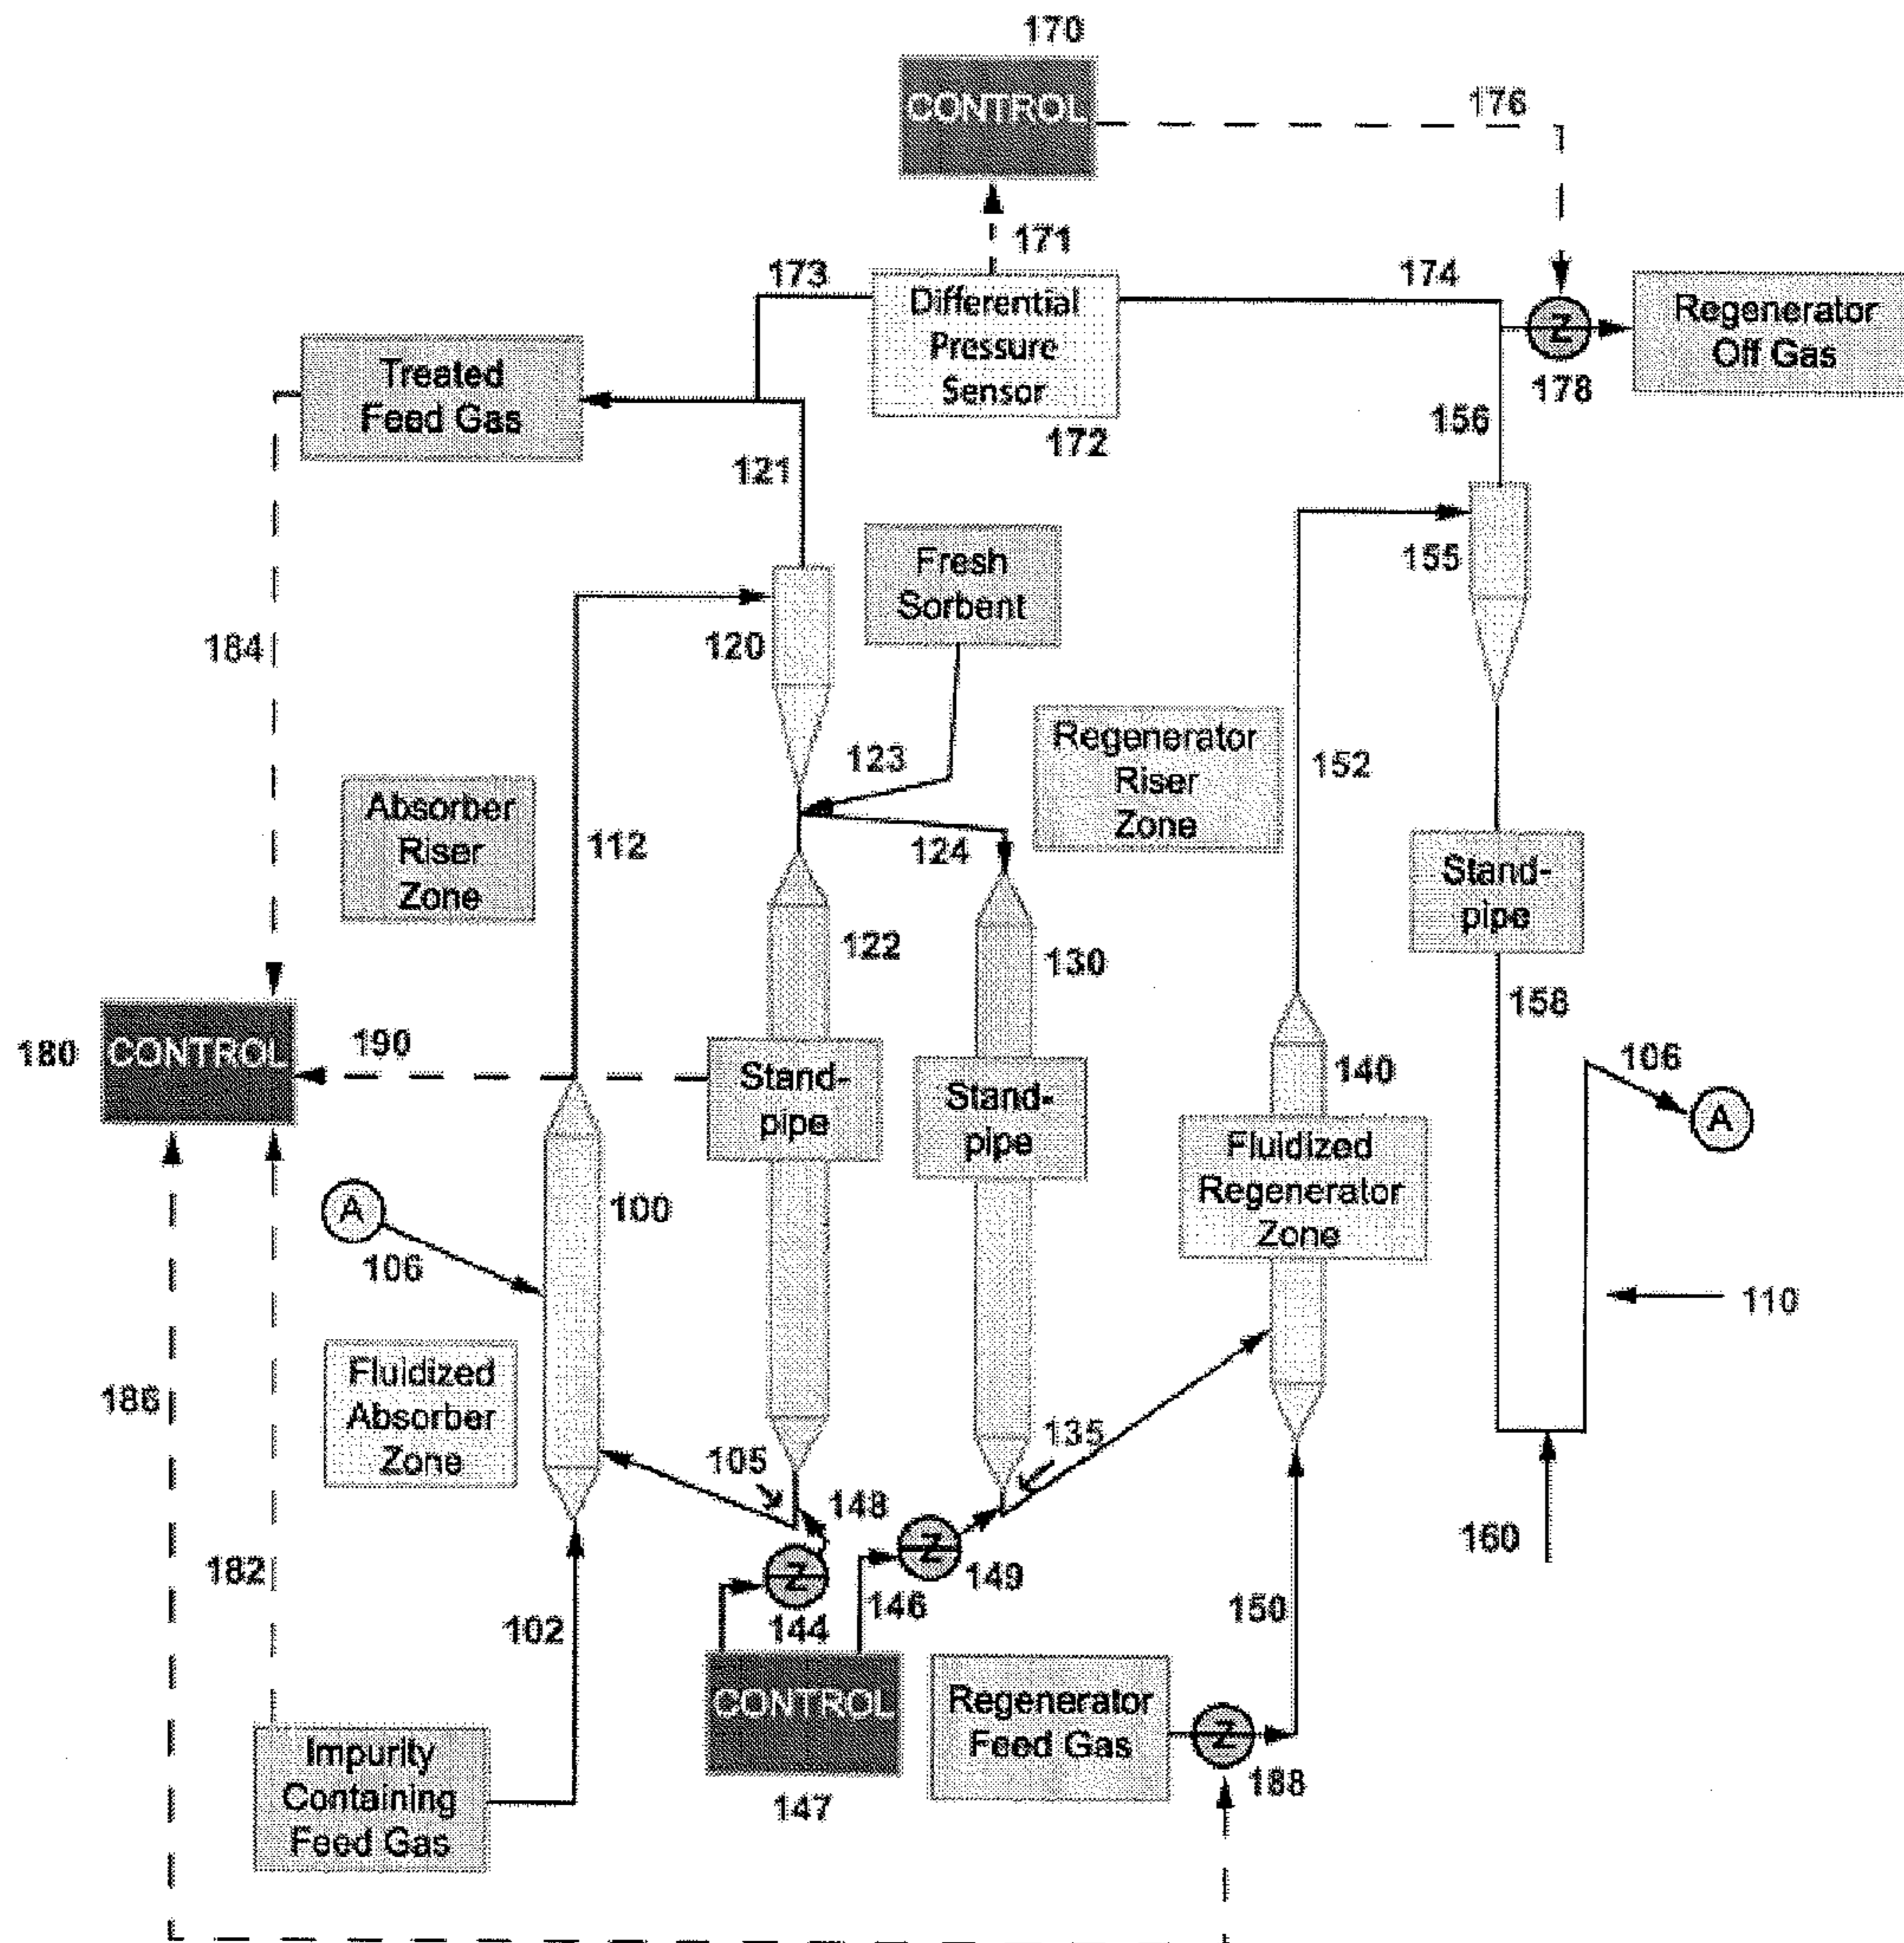 170
CONTROL
176
171
173
174
Differential
Pressure
Sensor
172
Z
178
Regenerator
Off Gas
Treated
Feed Gas
121
156
Fresh
Sorbent
155
184
120
123
Regenerator
Riser
Zone
152
Absorber
Riser
Zone
112
124
Stand-
pipe
122
130
158
180
CONTROL
190
Stand-
pipe
Stand-
pipe
140
106
A
Fluidized
Regenerator
Zone
A
106
100
110
Fluidized
Absorber
Zone
186
105
135
148
Z
149
160
182
102
Z
144
146
150
CONTROL
147
Regenerator
Feed Gas
Z
188
Impurity
Containing
Feed Gas